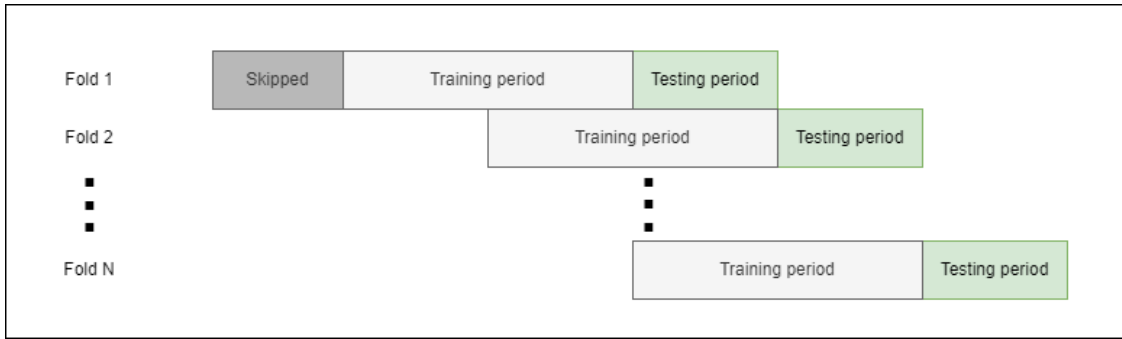 Fold 1 Skipped Training period Testing period
Fold 2 Training period Testing period
Fold N Training period Testing period